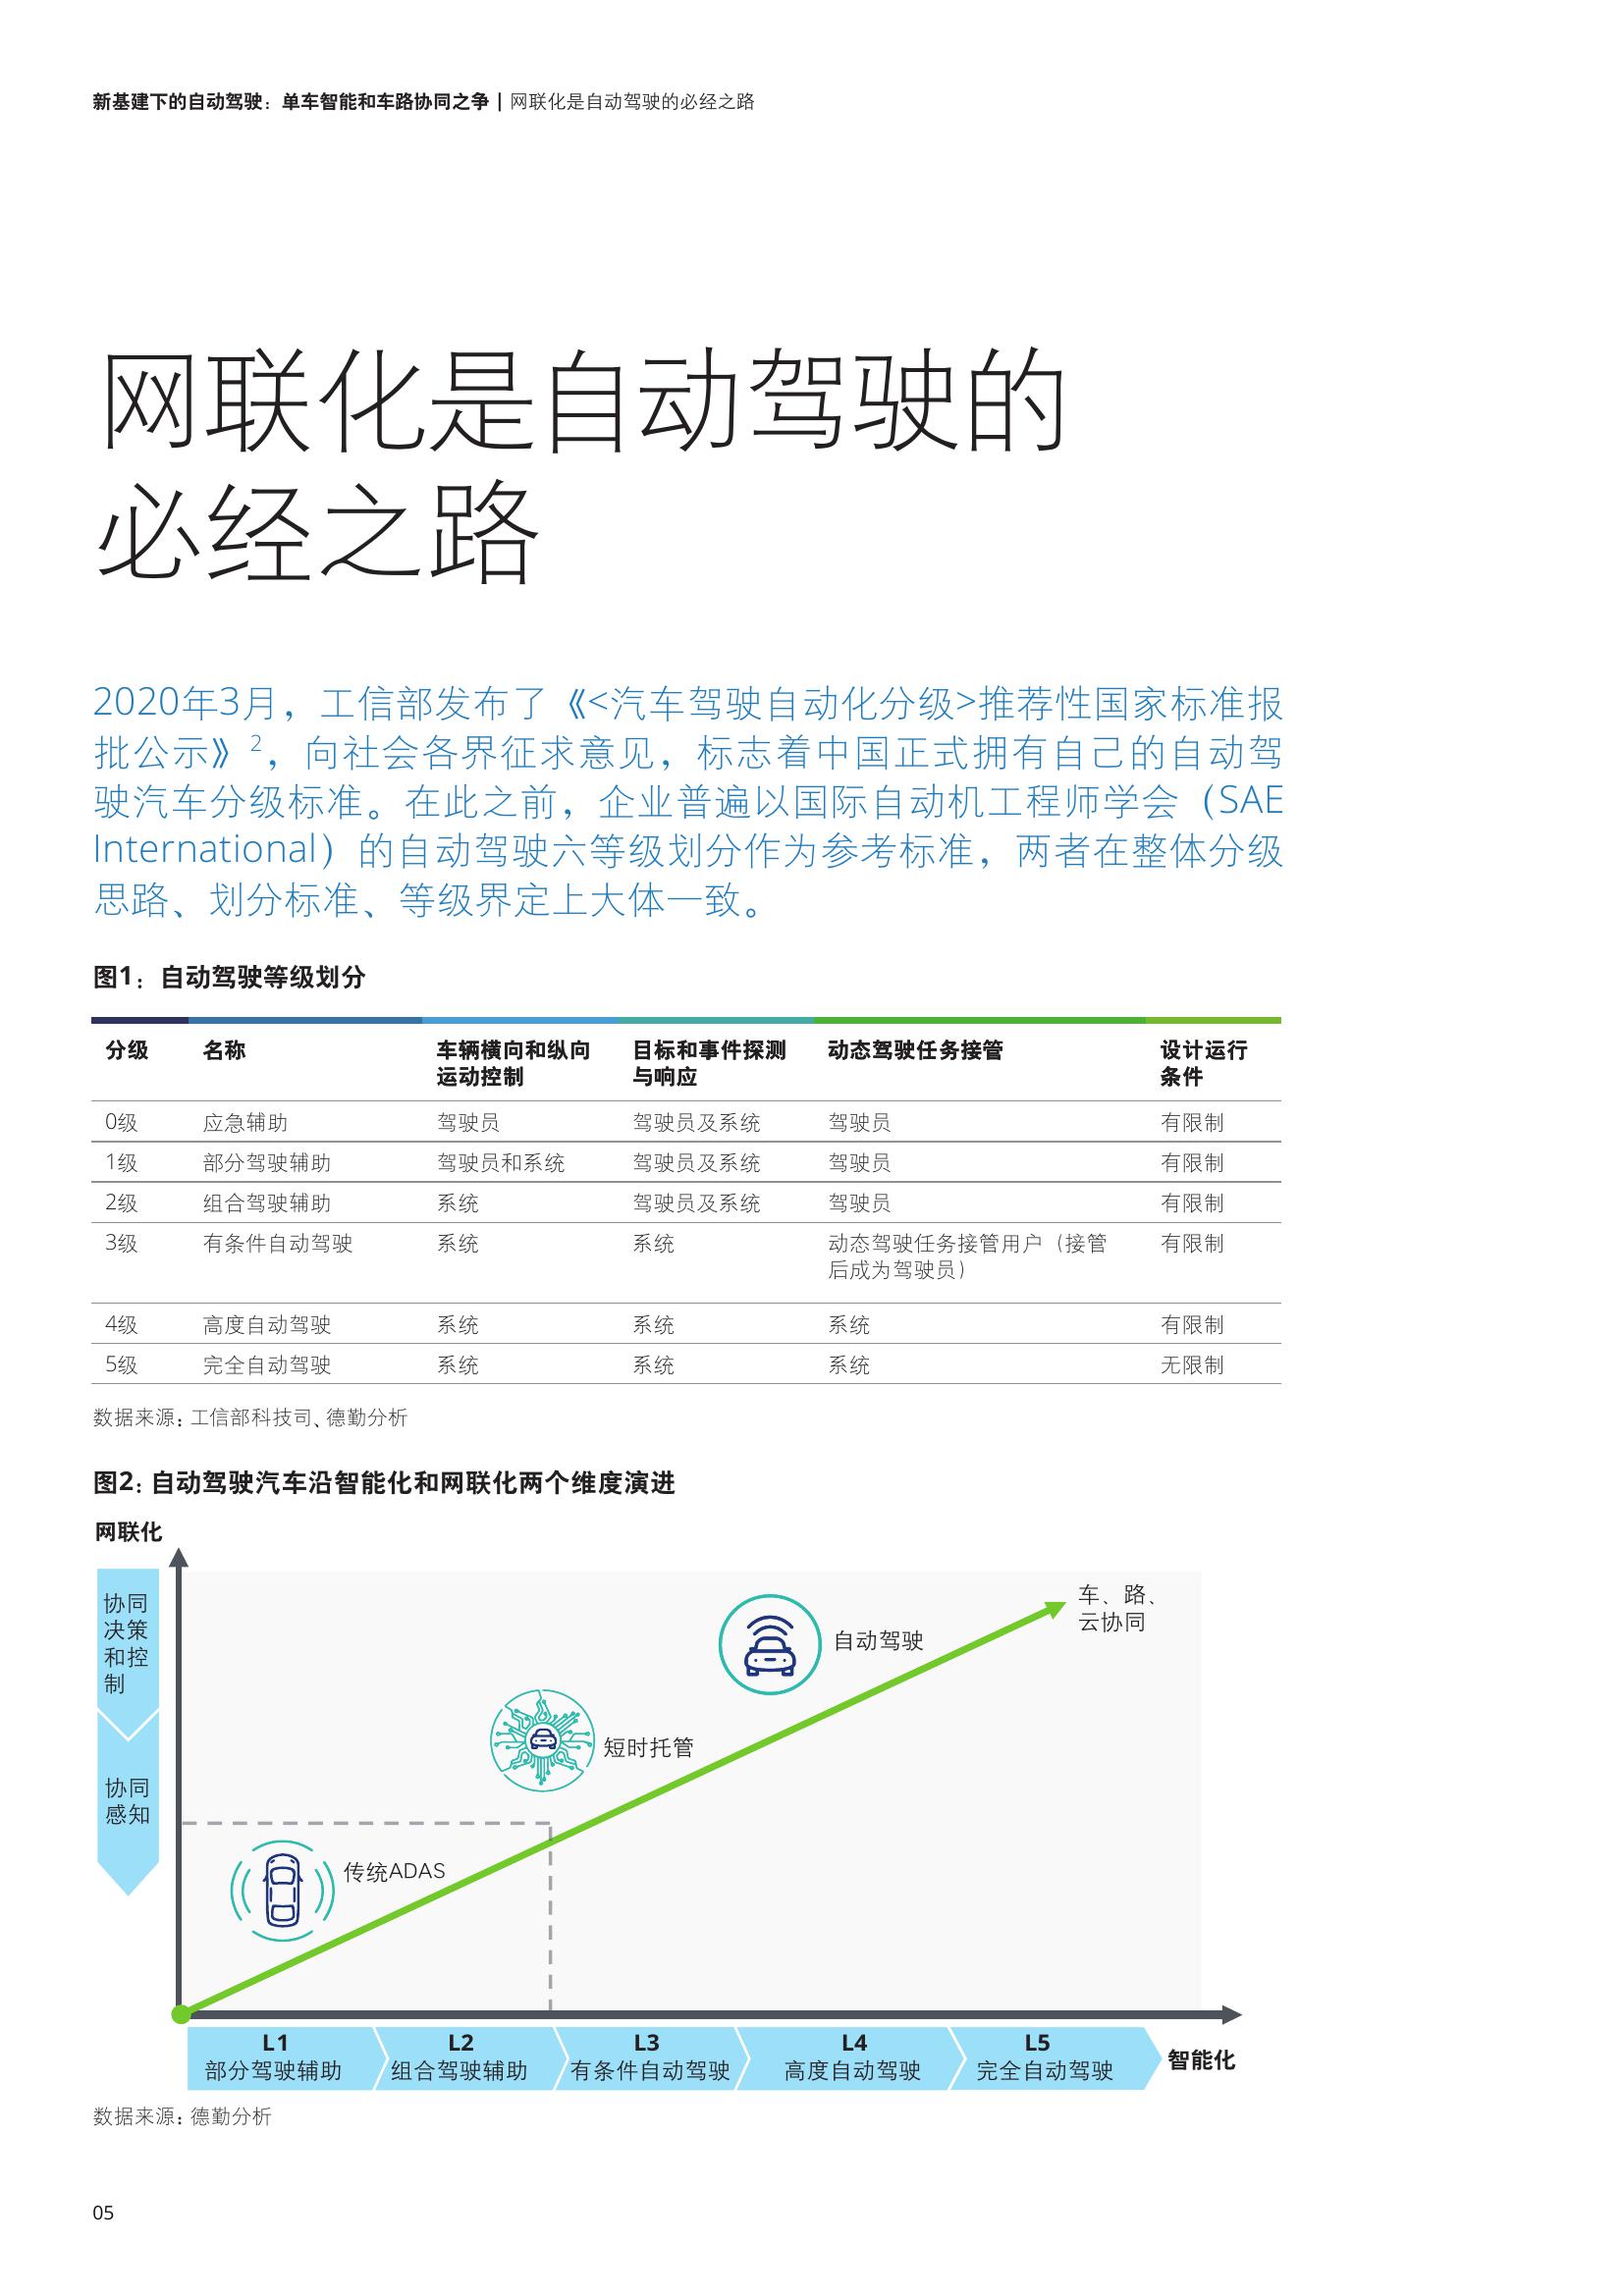 新基建下的自动驾驶：单车智能和车路协同之争 | 网联化是自动驾驶的必经之路
网联化是自动驾驶的
必经之路
2020年3月，工信部发布了《<汽车驾驶自动化分级>推荐性国家标准报
批公示》2，向社会各界征求意见，标志着中国正式拥有自己的自动驾
驶汽车分级标准。在此之前，企业普遍以国际自动机工程师学会（SAE
International）的自动驾驶六等级划分作为参考标准，两者在整体分级
思路、划分标准、等级界定上大体一致。
图1：自动驾驶等级划分
分级 名称 车辆横向和纵向 目标和事件探测 动态驾驶任务接管 设计运行
运动控制 与响应 条件
0级 应急辅助 驾驶员 驾驶员及系统 驾驶员 有限制
1级 部分驾驶辅助 驾驶员和系统 驾驶员及系统 驾驶员 有限制
2级 组合驾驶辅助 系统 驾驶员及系统 驾驶员 有限制
3级 有条件自动驾驶 系统 系统 动态驾驶任务接管用户（接管 有限制
后成为驾驶员）
4级 高度自动驾驶 系统 系统 系统 有限制
5级 完全自动驾驶 系统 系统 系统 无限制
数据来源：工信部科技司、德勤分析
图2：自动驾驶汽车沿智能化和网联化两个维度演进
网联化
协同
决策
和控
制
协同
感知
车、路、
云协同
自动驾驶
短时托管
传统ADAS
L1 L2 L3 L4 L5
部分驾驶辅助 组合驾驶辅助 有条件自动驾驶 高度自动驾驶 完全自动驾驶
智能化
数据来源：德勤分析
05